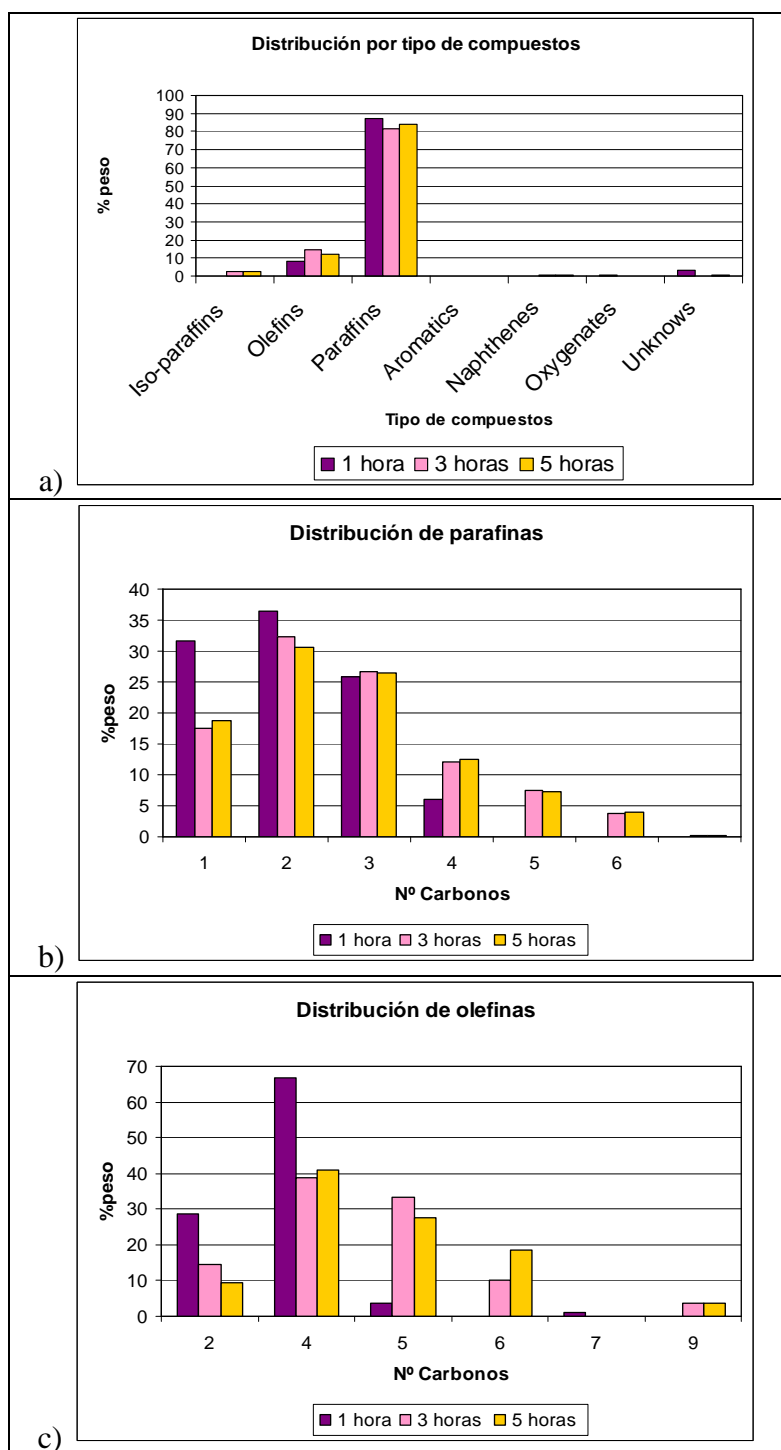 Distribución por tipo de compuestos
100
90
80
70
60
50
40
30
20
10
0
% peso
Iso-paraffins
Olefins
Paraffins
Aromatics
Naphthenes
Oxygenates
Unknows
Tipo de compuestos
1 hora 3 horas 5 horas
a)
Distribución de parafinas
40
35
30
25
20
15
10
5
0
%peso
1 2 3 4 5 6
Nº Carbonos
1 hora 3 horas 5 horas
b)
Distribución de olefinas
70
60
50
40
30
20
10
0
%peso
2 4 5 6 7 9
Nº Carbonos
1 hora 3 horas 5 horas
c)